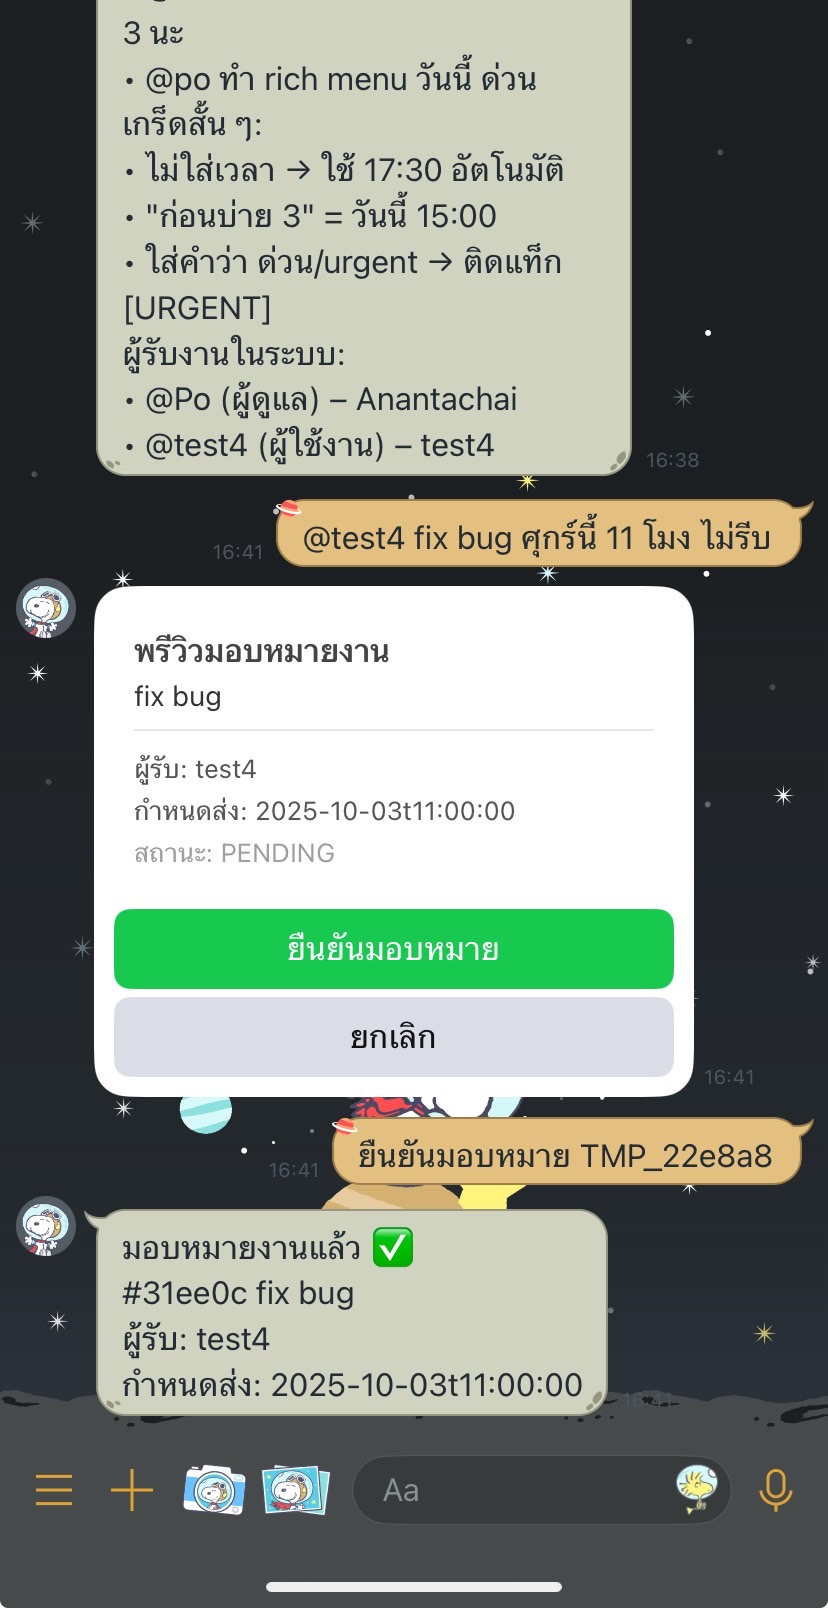 3 นะ
• @po ทำ rich menu วันนี้ ด่วน
เกร็ดสั้น ๆ:
• ไม่ใส่เวลา → ใช้ 17:30 อัตโนมัติ
• "ก่อนบ่าย 3" = วันนี้ 15:00
• ใส่คำว่า ด่วน/urgent → ติดแท็ก
[URGENT]
ผู้รับงานในระบบ:
• @Po (ผู้ดูแล) – Anantachai
• @test4 (ผู้ใช้งาน) – test4
16:38
@test4 fix bug ศุกร์นี้ 11 โมง ไม่รีบ
16:41
พรีวิวมอบหมายงาน
fix bug
ผู้รับ: test4
กำหนดส่ง: 2025-10-03t11:00:00
สถานะ: PENDING
ยืนยันมอบหมาย
ยกเลิก
16:41
ยืนยันมอบหมาย TMP_22e8a8
16:41
มอบหมายงานแล้ว ✅
#31ee0c fix bug
ผู้รับ: test4
กำหนดส่ง: 2025-10-03t11:00:00
16:41
Aa